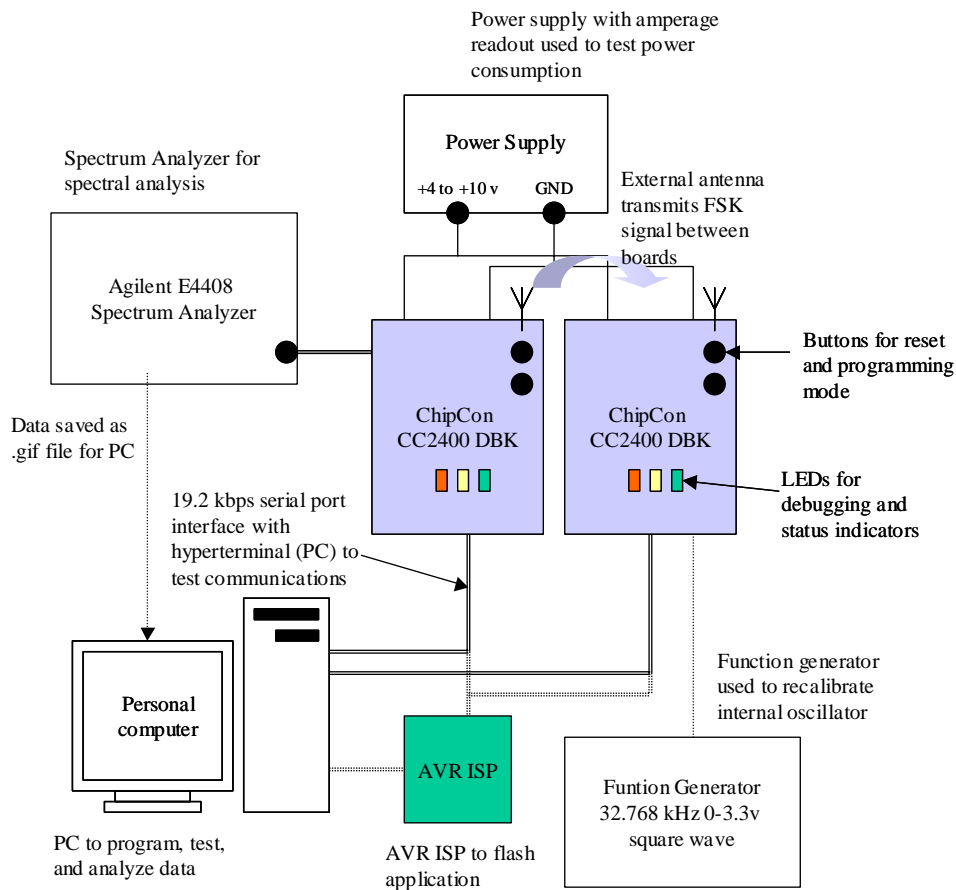 Power supply with amperage
readout used to test power
consumption
Power Supply
+4 to +10 v
GND
Spectrum Analyzer for
spectral analysis
External antenna
transmits FSK
signal between
boards
Agilent E4408
Spectrum Analyzer
Buttons for reset
and programming
mode
ChipCon
CC2400 DBK
ChipCon
CC2400 DBK
Data saved as
.gif file for PC
LEDs for
debugging and
status indicators
19.2 kbps serial port
interface with
hyperterminal (PC) to
test communications
Personal
computer
Function generator
used to recalibrate
internal oscillator
AVR ISP
Funtion Generator
32.768 kHz 0-3.3v
square wave
PC to program, test,
and analyze data
AVR ISP to flash
application